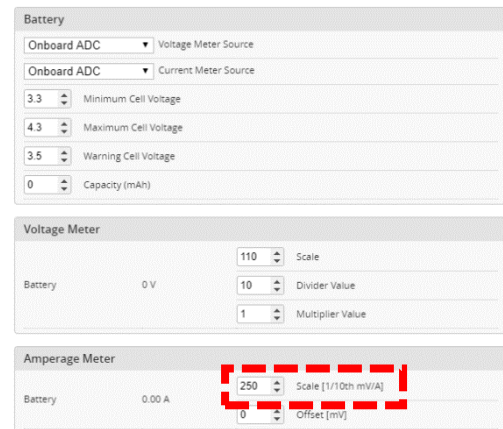 Battery
Onboard ADC Voltage Meter Source
Onboard ADC Current Meter Source
3.3 Minimum Cell Voltage
4.3 Maximum Cell Voltage
3.5 Warning Cell Voltage
0 Capacity (mAh)
Voltage Meter
110 Scale
Battery 0 V 10 Divider Value
1 Multiplier Value
Amperage Meter
250 Scale [1/10th mV/A]
Battery 0.00 A
0 Offset [mV]